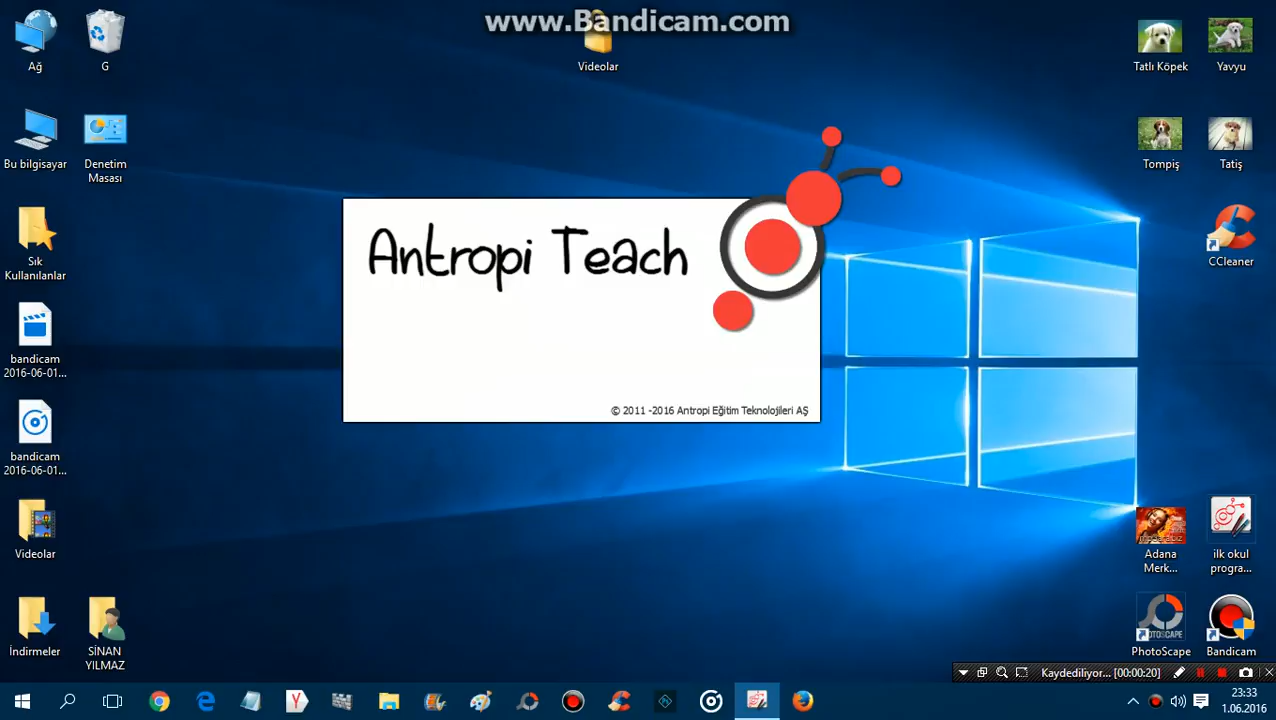 www.Bandicam.com
Ağ
G
Videolar
Tatlı Köpek
Yavyu
Bu bilgisayar
Denetim
Masası
Tompiş
Tatiş
Antropi Teach
Sık
Kullanılanlar
CCleaner
bandicam
2016-06-01...
© 2011 -2016 Antropi Eğitim Teknolojileri AŞ
bandicam
2016-06-01...
Videolar
Adana
Merk...
ilk okul
progra...
İndirmeler
SİNAN
YILMAZ
PHOTOSCAPE
PhotoScape
Bandicam
Kaydediliyor... [00:00:20]
23:33
1.06.2016